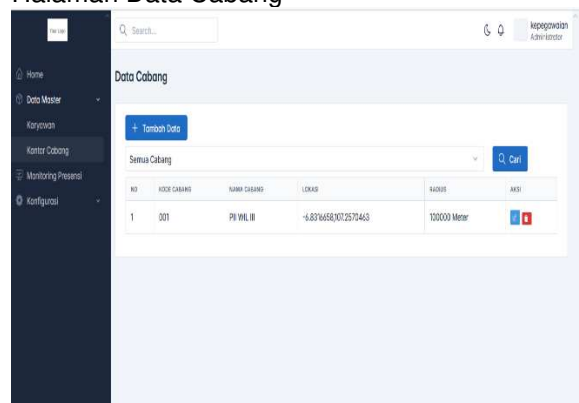 Halaman Data Cabang
Your Logo
Search...
kepegawaian
Administrator
Home
Data Master
Karyawan
Kantor Cabang
Monitoring Presensi
Konfigurasi
Data Cabang
+ Tambah Data
Semua Cabang
Cari
NO KODE CABANG NAMA CABANG LOKASI RADIUS AKSI
1 001 PII WIL III -6.8316658,107.2570463 100000 Meter